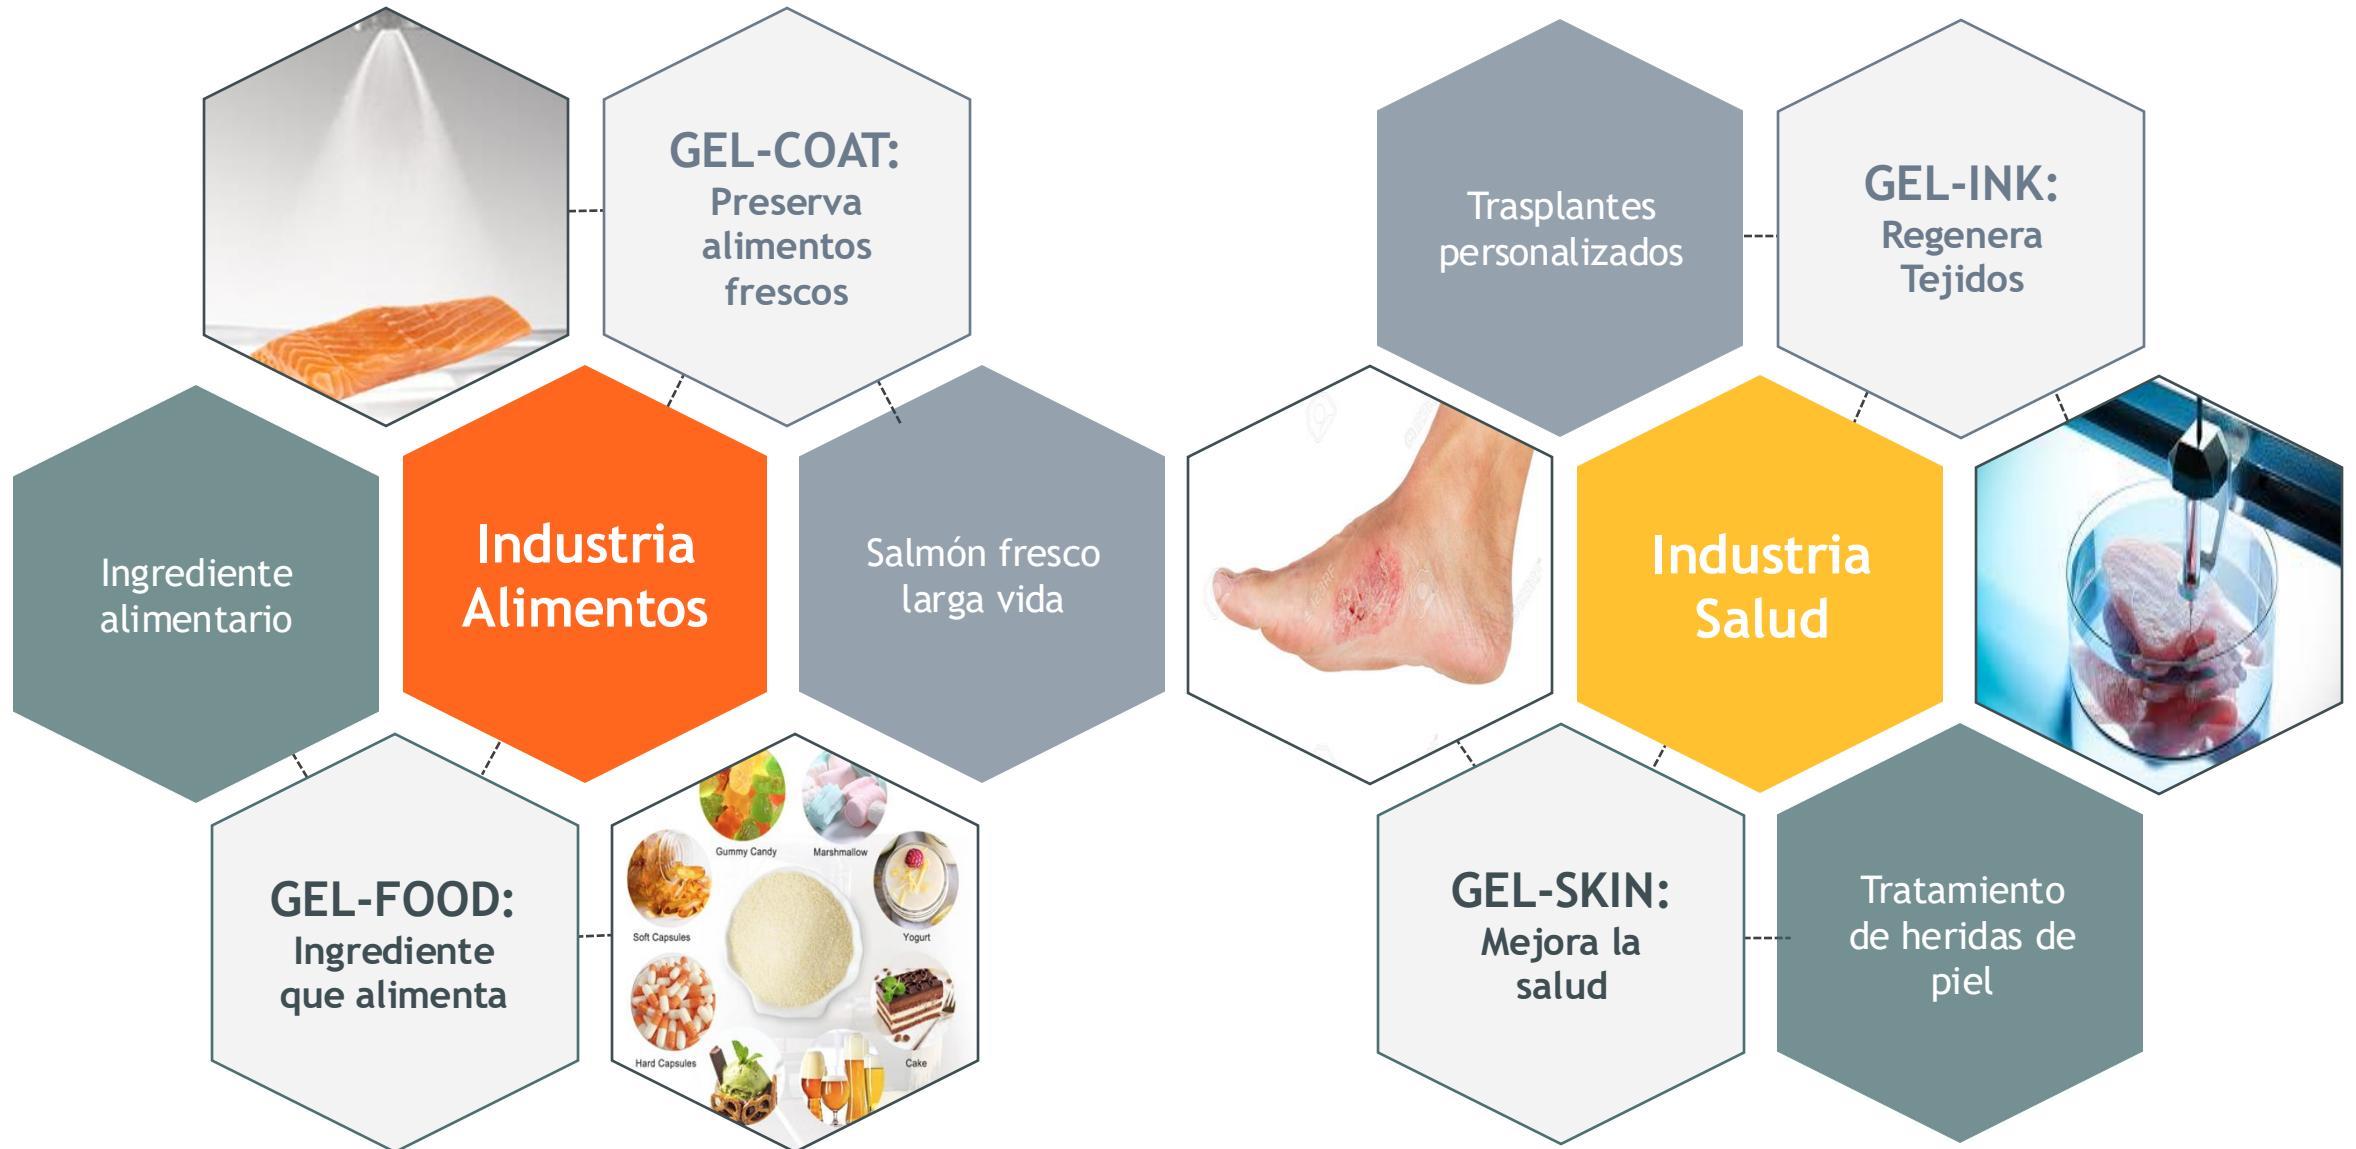 GEL-COAT:
Preserva
alimentos
frescos
Ingrediente
alimentario
Industria
Alimentos
Salmón fresco
larga vida
GEL-FOOD:
Ingrediente
que alimenta
Gummy Candy
Marshmallow
Soft Capsules
Yogurt
Hard Capsules
Cake
Trasplantes
personalizados
GEL-INK:
Regenera
Tejidos
Industria
Salud
GEL-SKIN:
Mejora la
salud
Tratamiento
de heridas de
piel